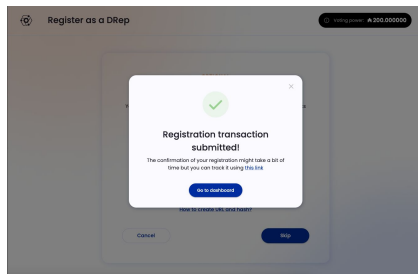 Register as a DRep
Voting power: ₳ 200.000000
Registration transaction
submitted!
The confirmation of your registration might take a bit of
time but you can track it using this link
Go to dashboard
How to create URL and hash?
Cancel
Skip